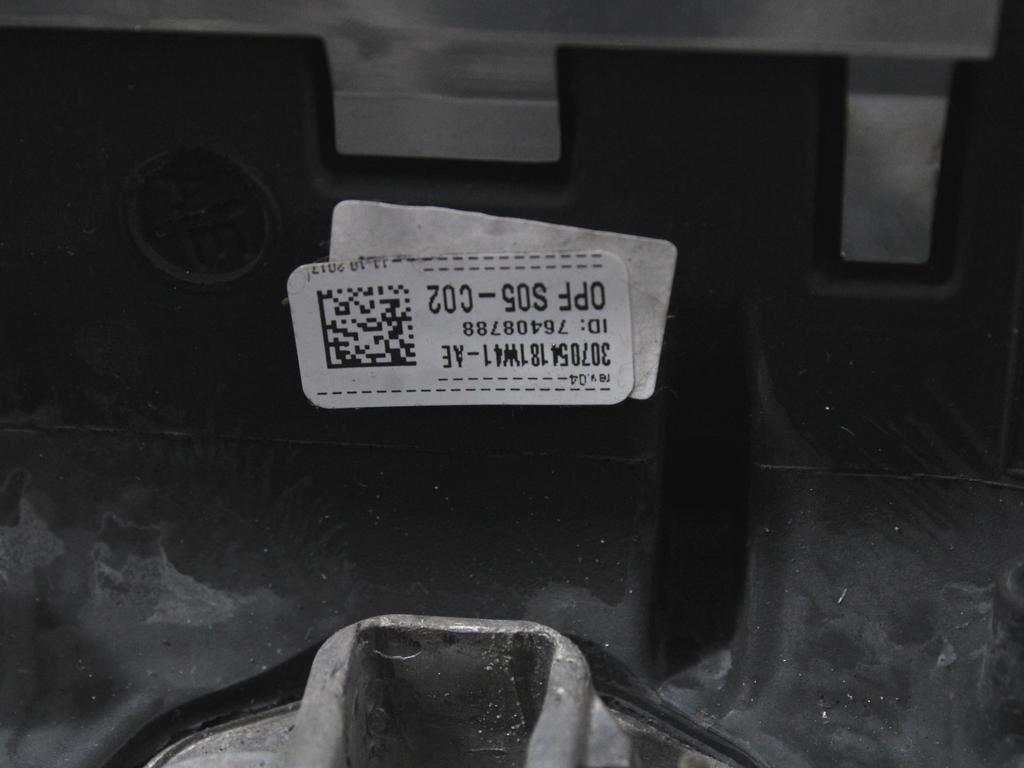 rev.04
307054181W41-AE
ID: 76408788
OPF S05-C02